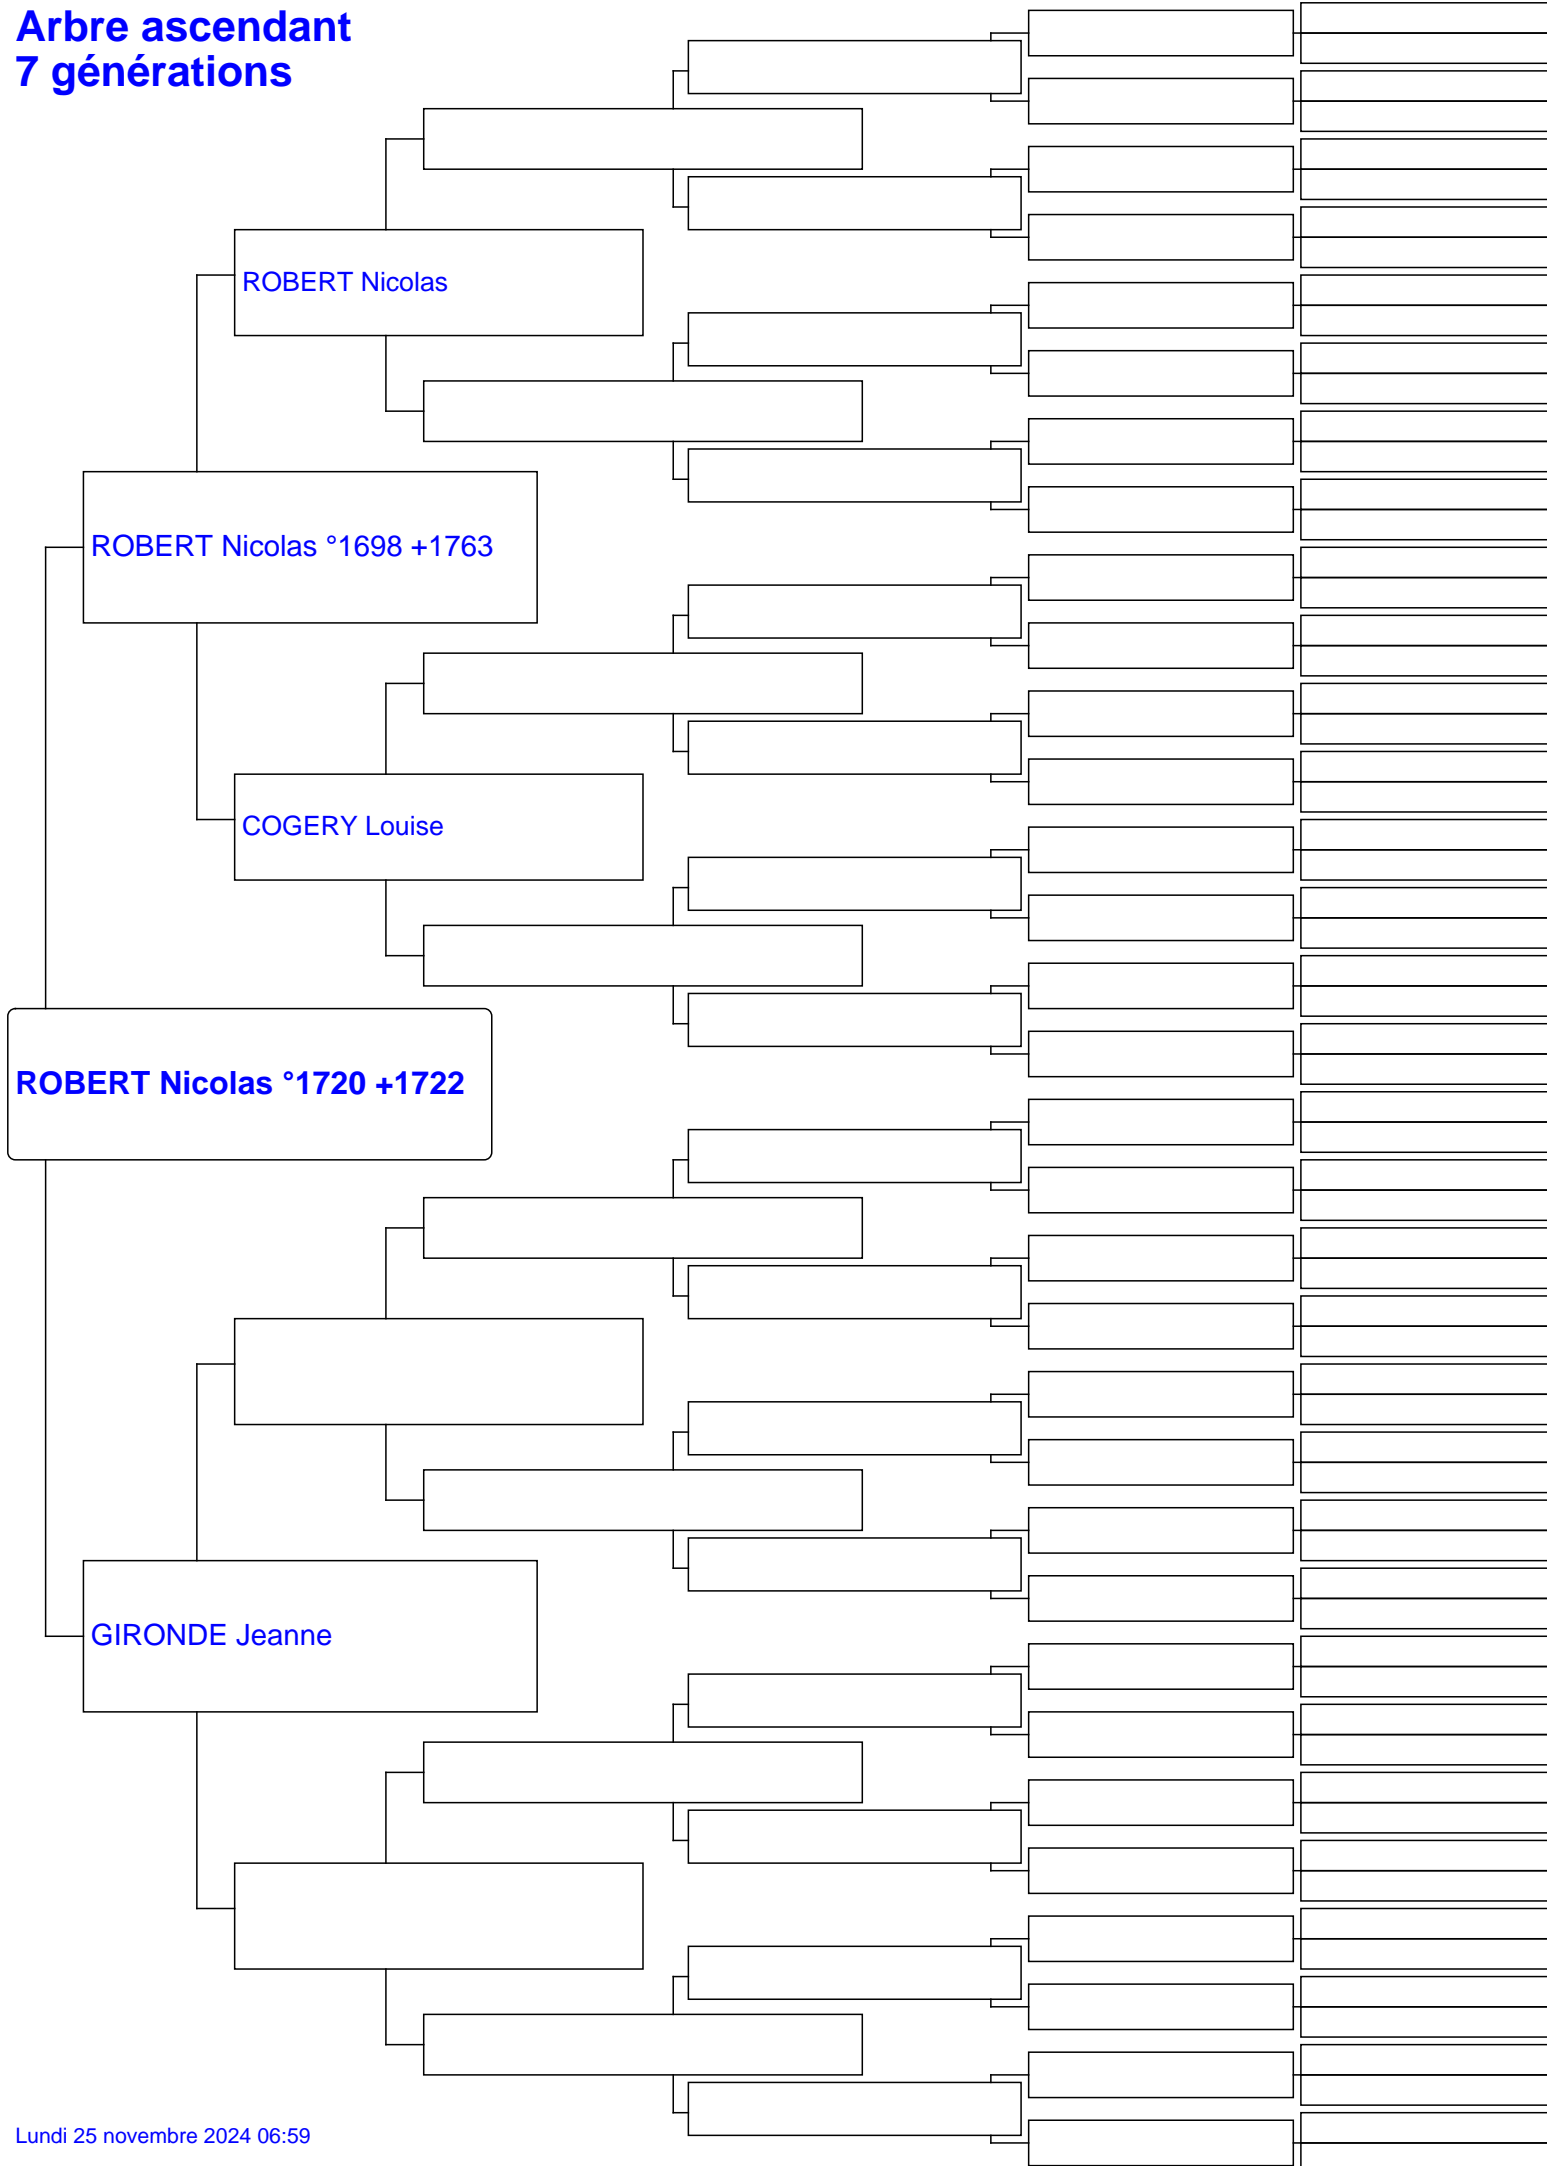 Arbre ascendant
7 générations
ROBERT Nicolas
ROBERT Nicolas °1698 +1763
COGERY Louise
ROBERT Nicolas °1720 +1722
GIRONDE Jeanne
Lundi 25 novembre 2024 06:59